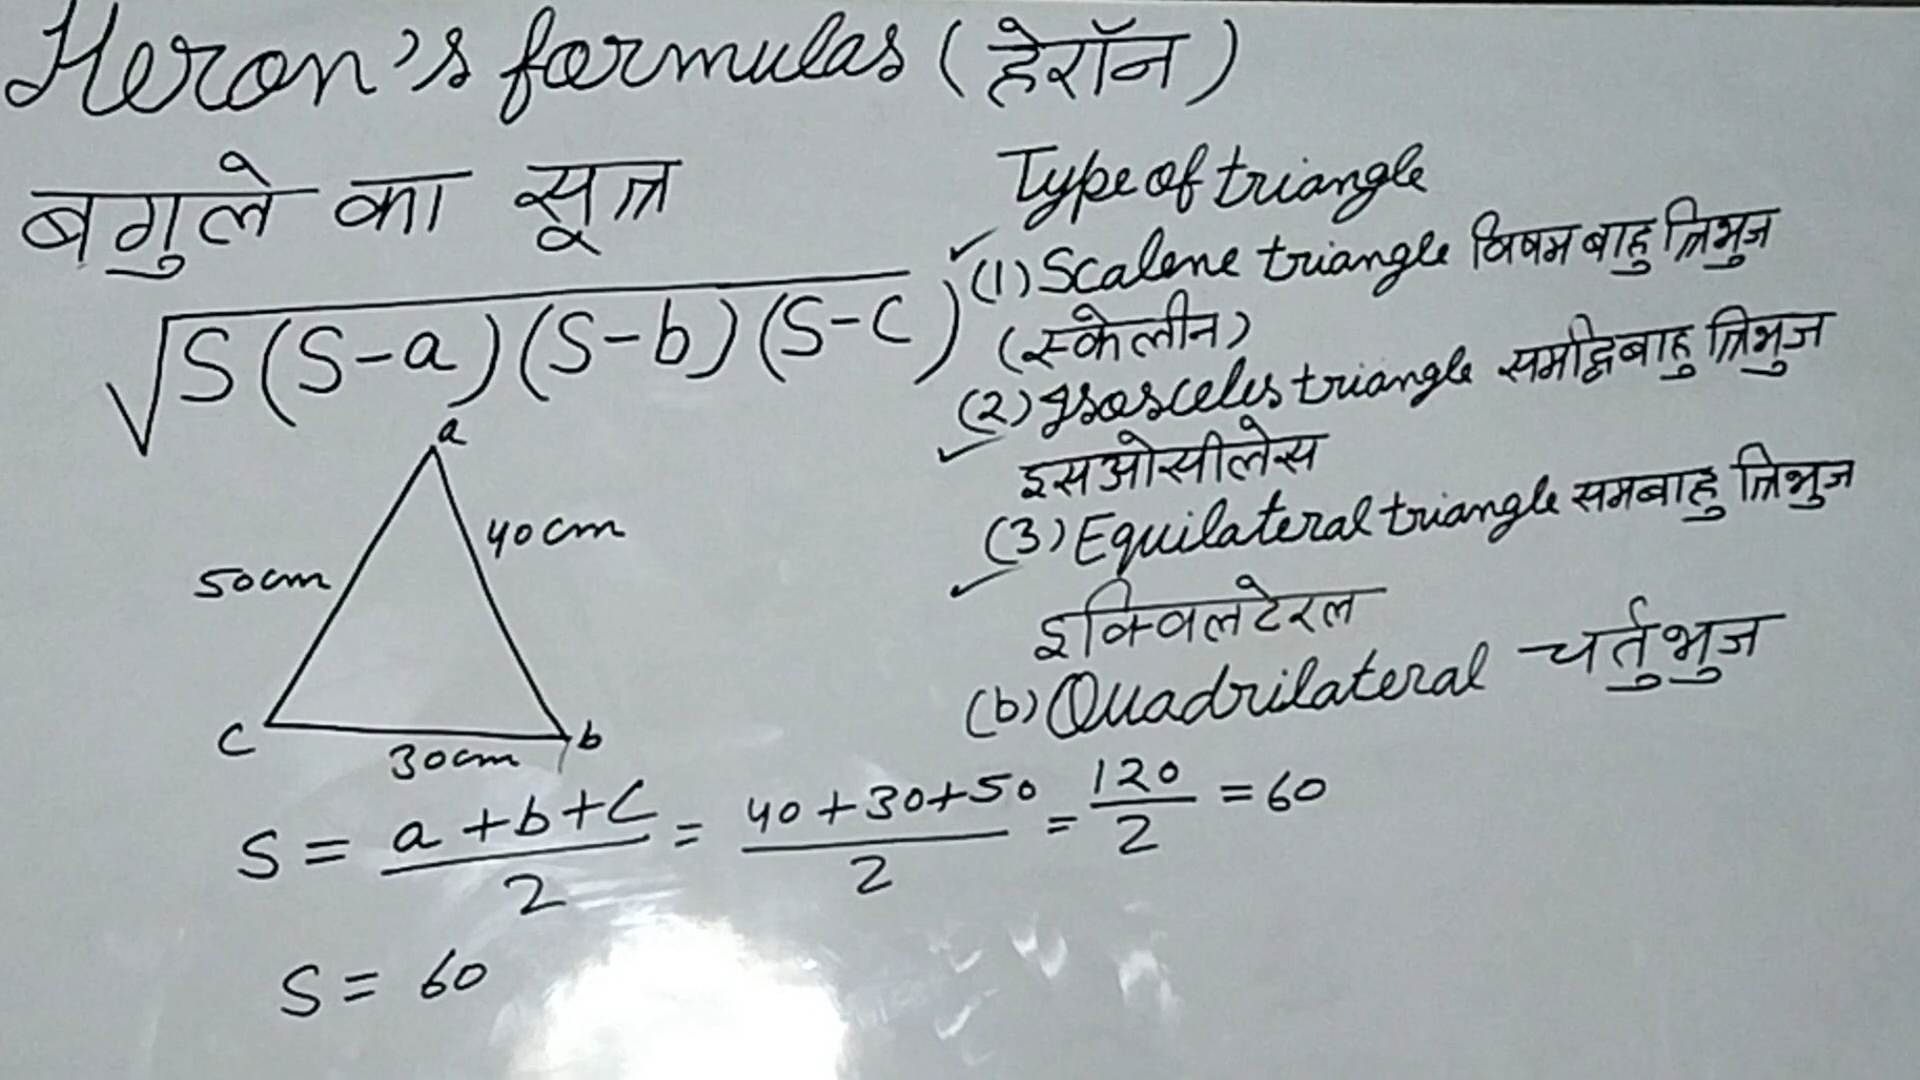 Heron's formulas (हेरॉन)
बगुले का सूत्र
√S(S-a)(S-b)(S-c)
a
50cm
40cm
c
b
30cm
Type of triangle
(1) Scalene triangle विषमबाहु त्रिभुज
(स्केलीन)
(2) Isosceles triangle समद्विबाहु त्रिभुज
इसओसीलेस
(3) Equilateral triangle समबाहु त्रिभुज
इक्विलटेरल
(b) Quadrilateral चर्तुभुज
S = a+b+c/2 = 40+30+50/2 = 120/2 = 60
S = 60